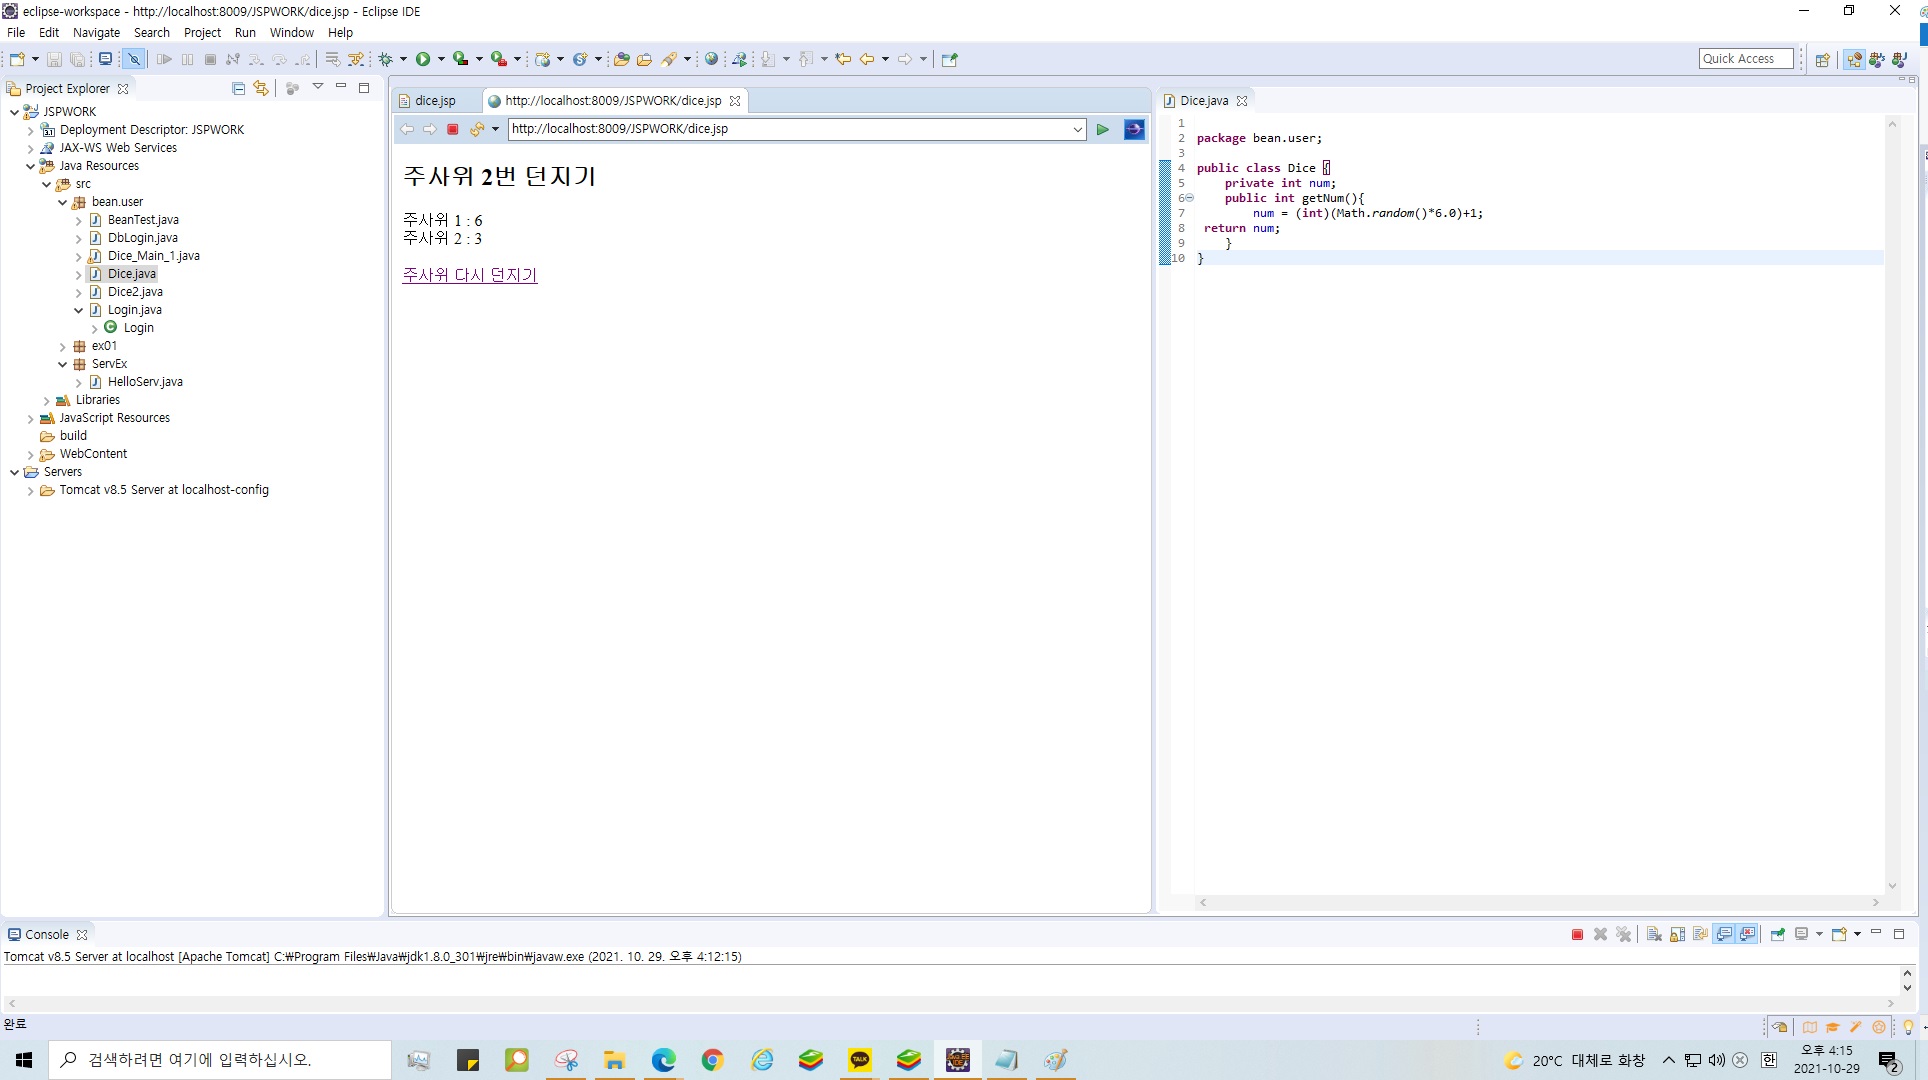 eclipse-workspace - http://localhost:8009/JSPWORK/dice.jsp - Eclipse IDE
File Edit Navigate Search Project Run Window Help
Quick Access
Project Explorer
JSPWORK
Deployment Descriptor: JSPWORK
JAX-WS Web Services
Java Resources
src
bean.user
BeanTest.java
DbLogin.java
Dice_Main_1.java
Dice.java
Dice2.java
Login.java
Login
ex01
ServEx
HelloServ.java
Libraries
JavaScript Resources
build
WebContent
Servers
Tomcat v8.5 Server at localhost-config
dice.jsp
http://localhost:8009/JSPWORK/dice.jsp
http://localhost:8009/JSPWORK/dice.jsp
주사위 2번 던지기
주사위 1 : 6
주사위 2 : 3
주사위 다시 던지기
Dice.java
1
2 package bean.user;
3
4 public class Dice {
5 private int num;
6 public int getNum(){
7 num = (int)(Math.random()*6.0)+1;
8 return num;
9 }
10 }
Console
Tomcat v8.5 Server at localhost [Apache Tomcat] C:₩Program Files₩Java₩jdk1.8.0_301₩jre₩bin₩javaw.exe (2021. 10. 29. 오후 4:12:15)
완료
검색하려면 여기에 입력하십시오.
TALK
20°C 대체로 화창
한
오후 4:15
2021-10-29
2